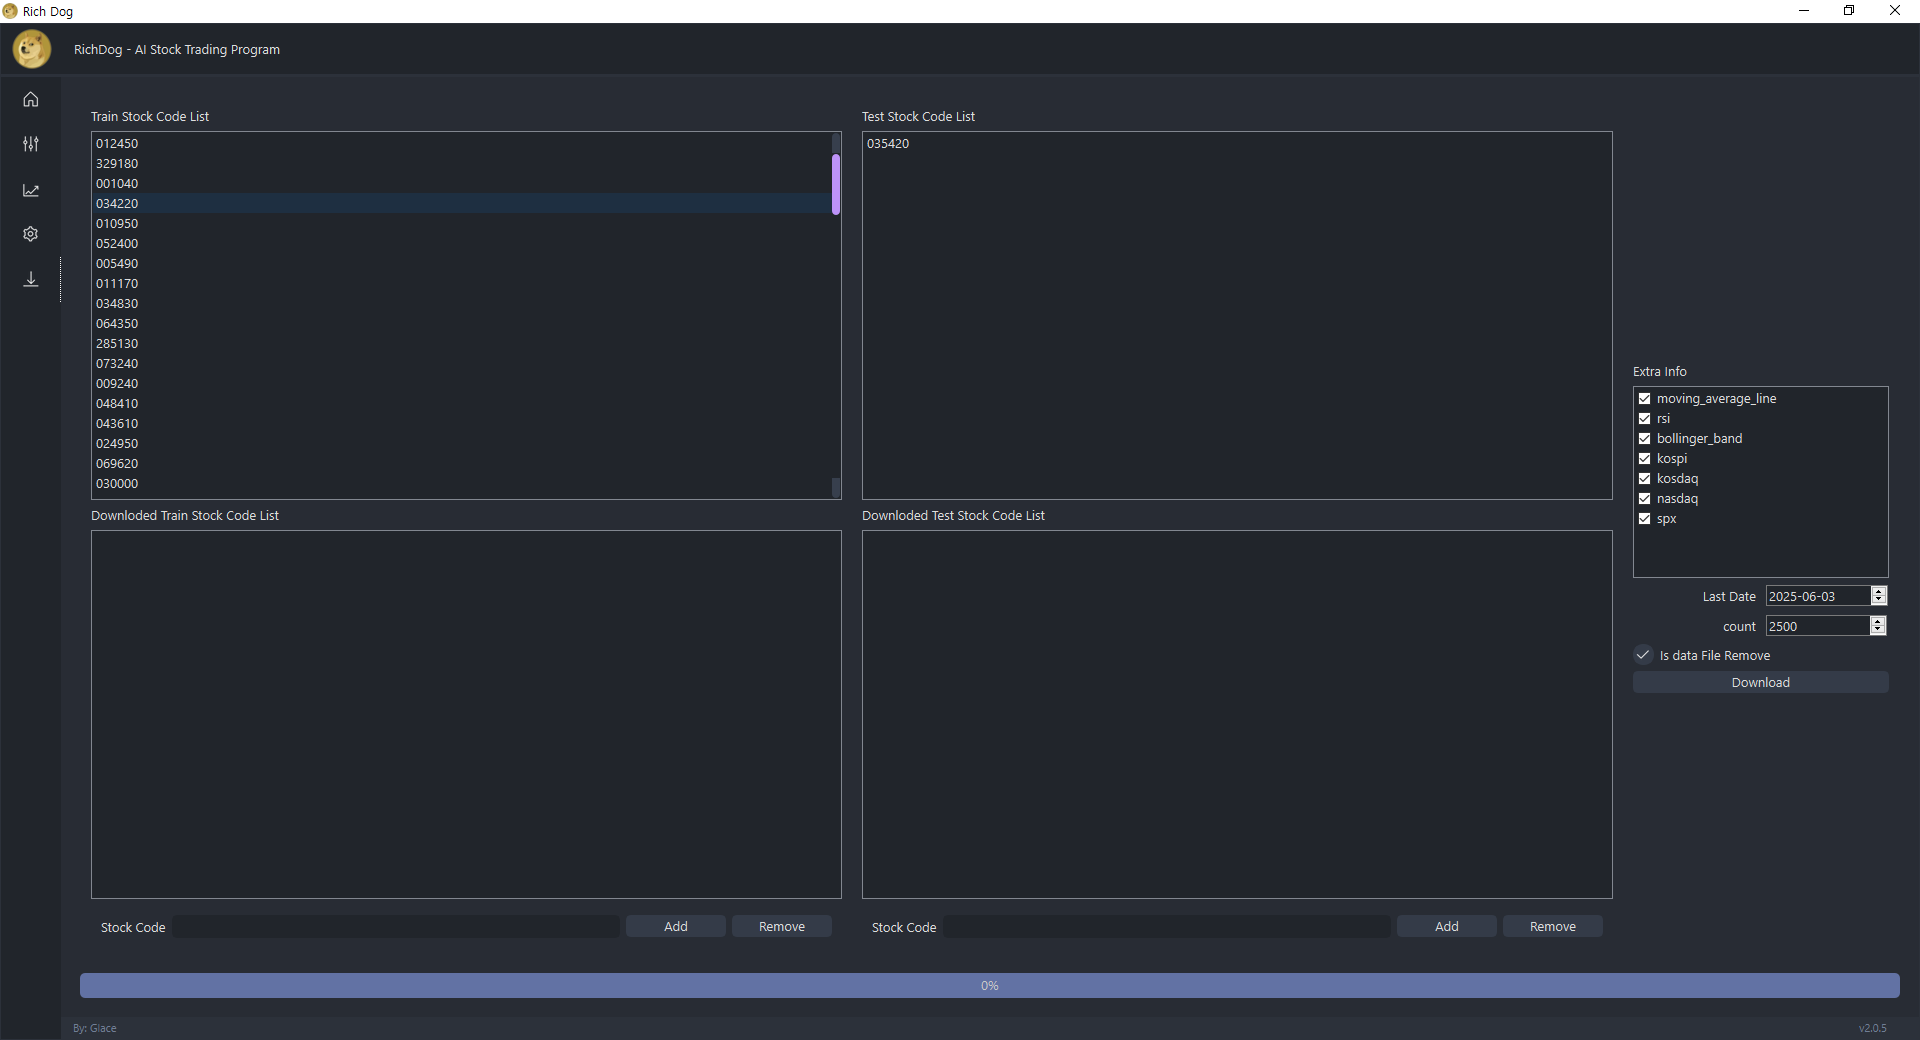 Rich Dog
RichDog - AI Stock Trading Program
Train Stock Code List
012450
329180
001040
034220
010950
052400
005490
011170
034830
064350
285130
073240
009240
048410
043610
024950
069620
030000
Test Stock Code List
035420
Downloded Train Stock Code List
Downloded Test Stock Code List
Extra Info
moving_average_line
rsi
bollinger_band
kospi
kosdaq
nasdaq
spx
Last Date 2025-06-03
count 2500
Is data File Remove
Download
Stock Code Add Remove
Stock Code Add Remove
0%
By: Glace
v2.0.5